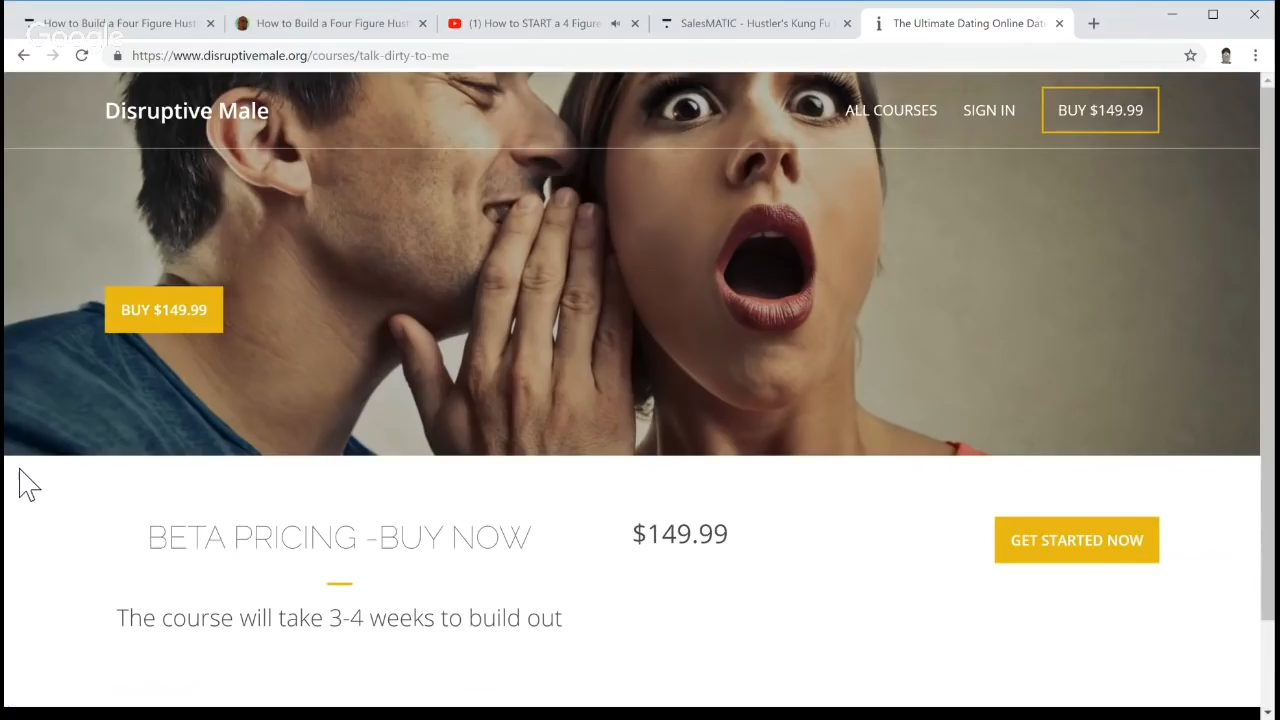 How to Build a Four Figure Hust
How to Build a Four Figure Hust
(1) How to START a 4 Figure
SalesMATIC - Hustler's Kung Fu
The Ultimate Dating Online Dat
Google
https://www.disruptivemale.org/courses/talk-dirty-to-me
Disruptive Male
ALL COURSES
SIGN IN
BUY $149.99
BUY $149.99
BETA PRICING -BUY NOW
$149.99
GET STARTED NOW
The course will take 3-4 weeks to build out